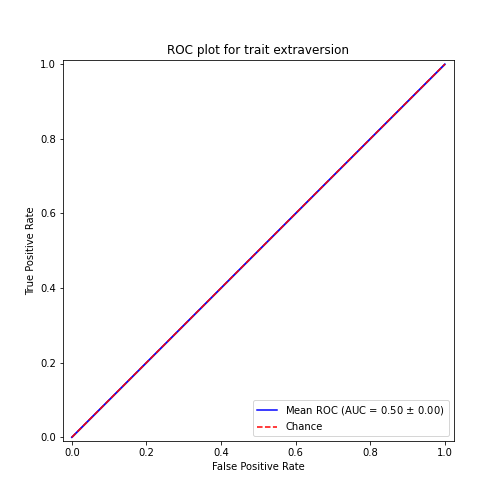 ROC plot for trait extraversion
1.0
0.8
0.6
0.4
0.2
0.0
True Positive Rate
Mean ROC (AUC = 0.50 ± 0.00)
Chance
0.0 0.2 0.4 0.6 0.8 1.0
False Positive Rate